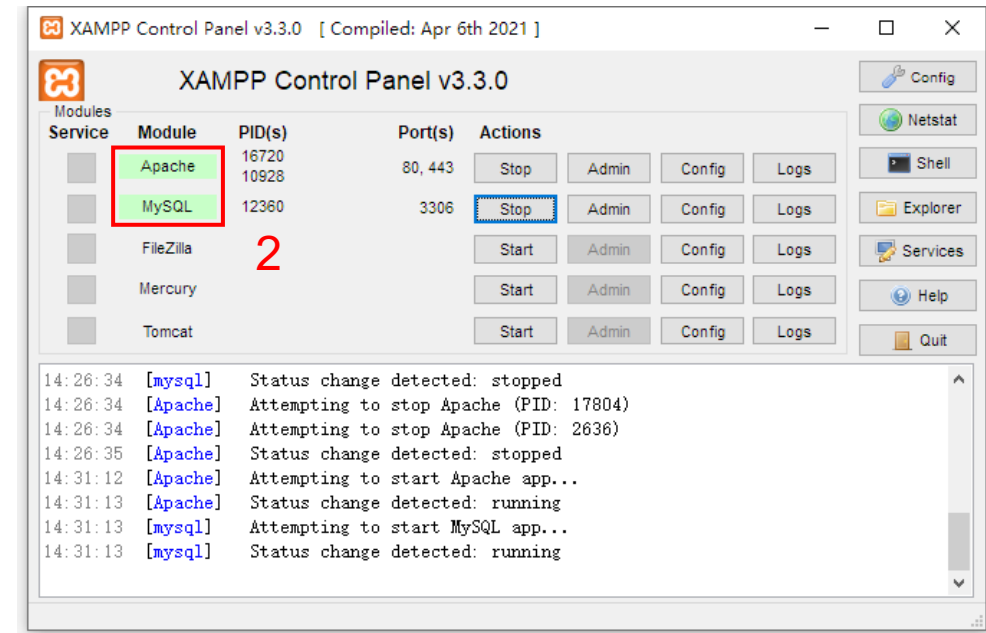 XAMPP Control Panel v3.3.0 [ Compiled: Apr 6th 2021 ]
XAMPP Control Panel v3.3.0
Config
Modules
Service Module PID(s) Port(s) Actions
Netstat
Apache 16720 10928 80, 443 Stop Admin Config Logs
Shell
MySQL 12360 3306 Stop Admin Config Logs
Explorer
FileZilla Start Admin Config Logs
2
Services
Mercury Start Admin Config Logs
Help
Tomcat Start Admin Config Logs
Quit
14:26:34 [mysql] Status change detected: stopped
14:26:34 [Apache] Attempting to stop Apache (PID: 17804)
14:26:34 [Apache] Attempting to stop Apache (PID: 2636)
14:26:35 [Apache] Status change detected: stopped
14:31:12 [Apache] Attempting to start Apache app...
14:31:13 [Apache] Status change detected: running
14:31:13 [mysql] Attempting to start MySQL app...
14:31:13 [mysql] Status change detected: running